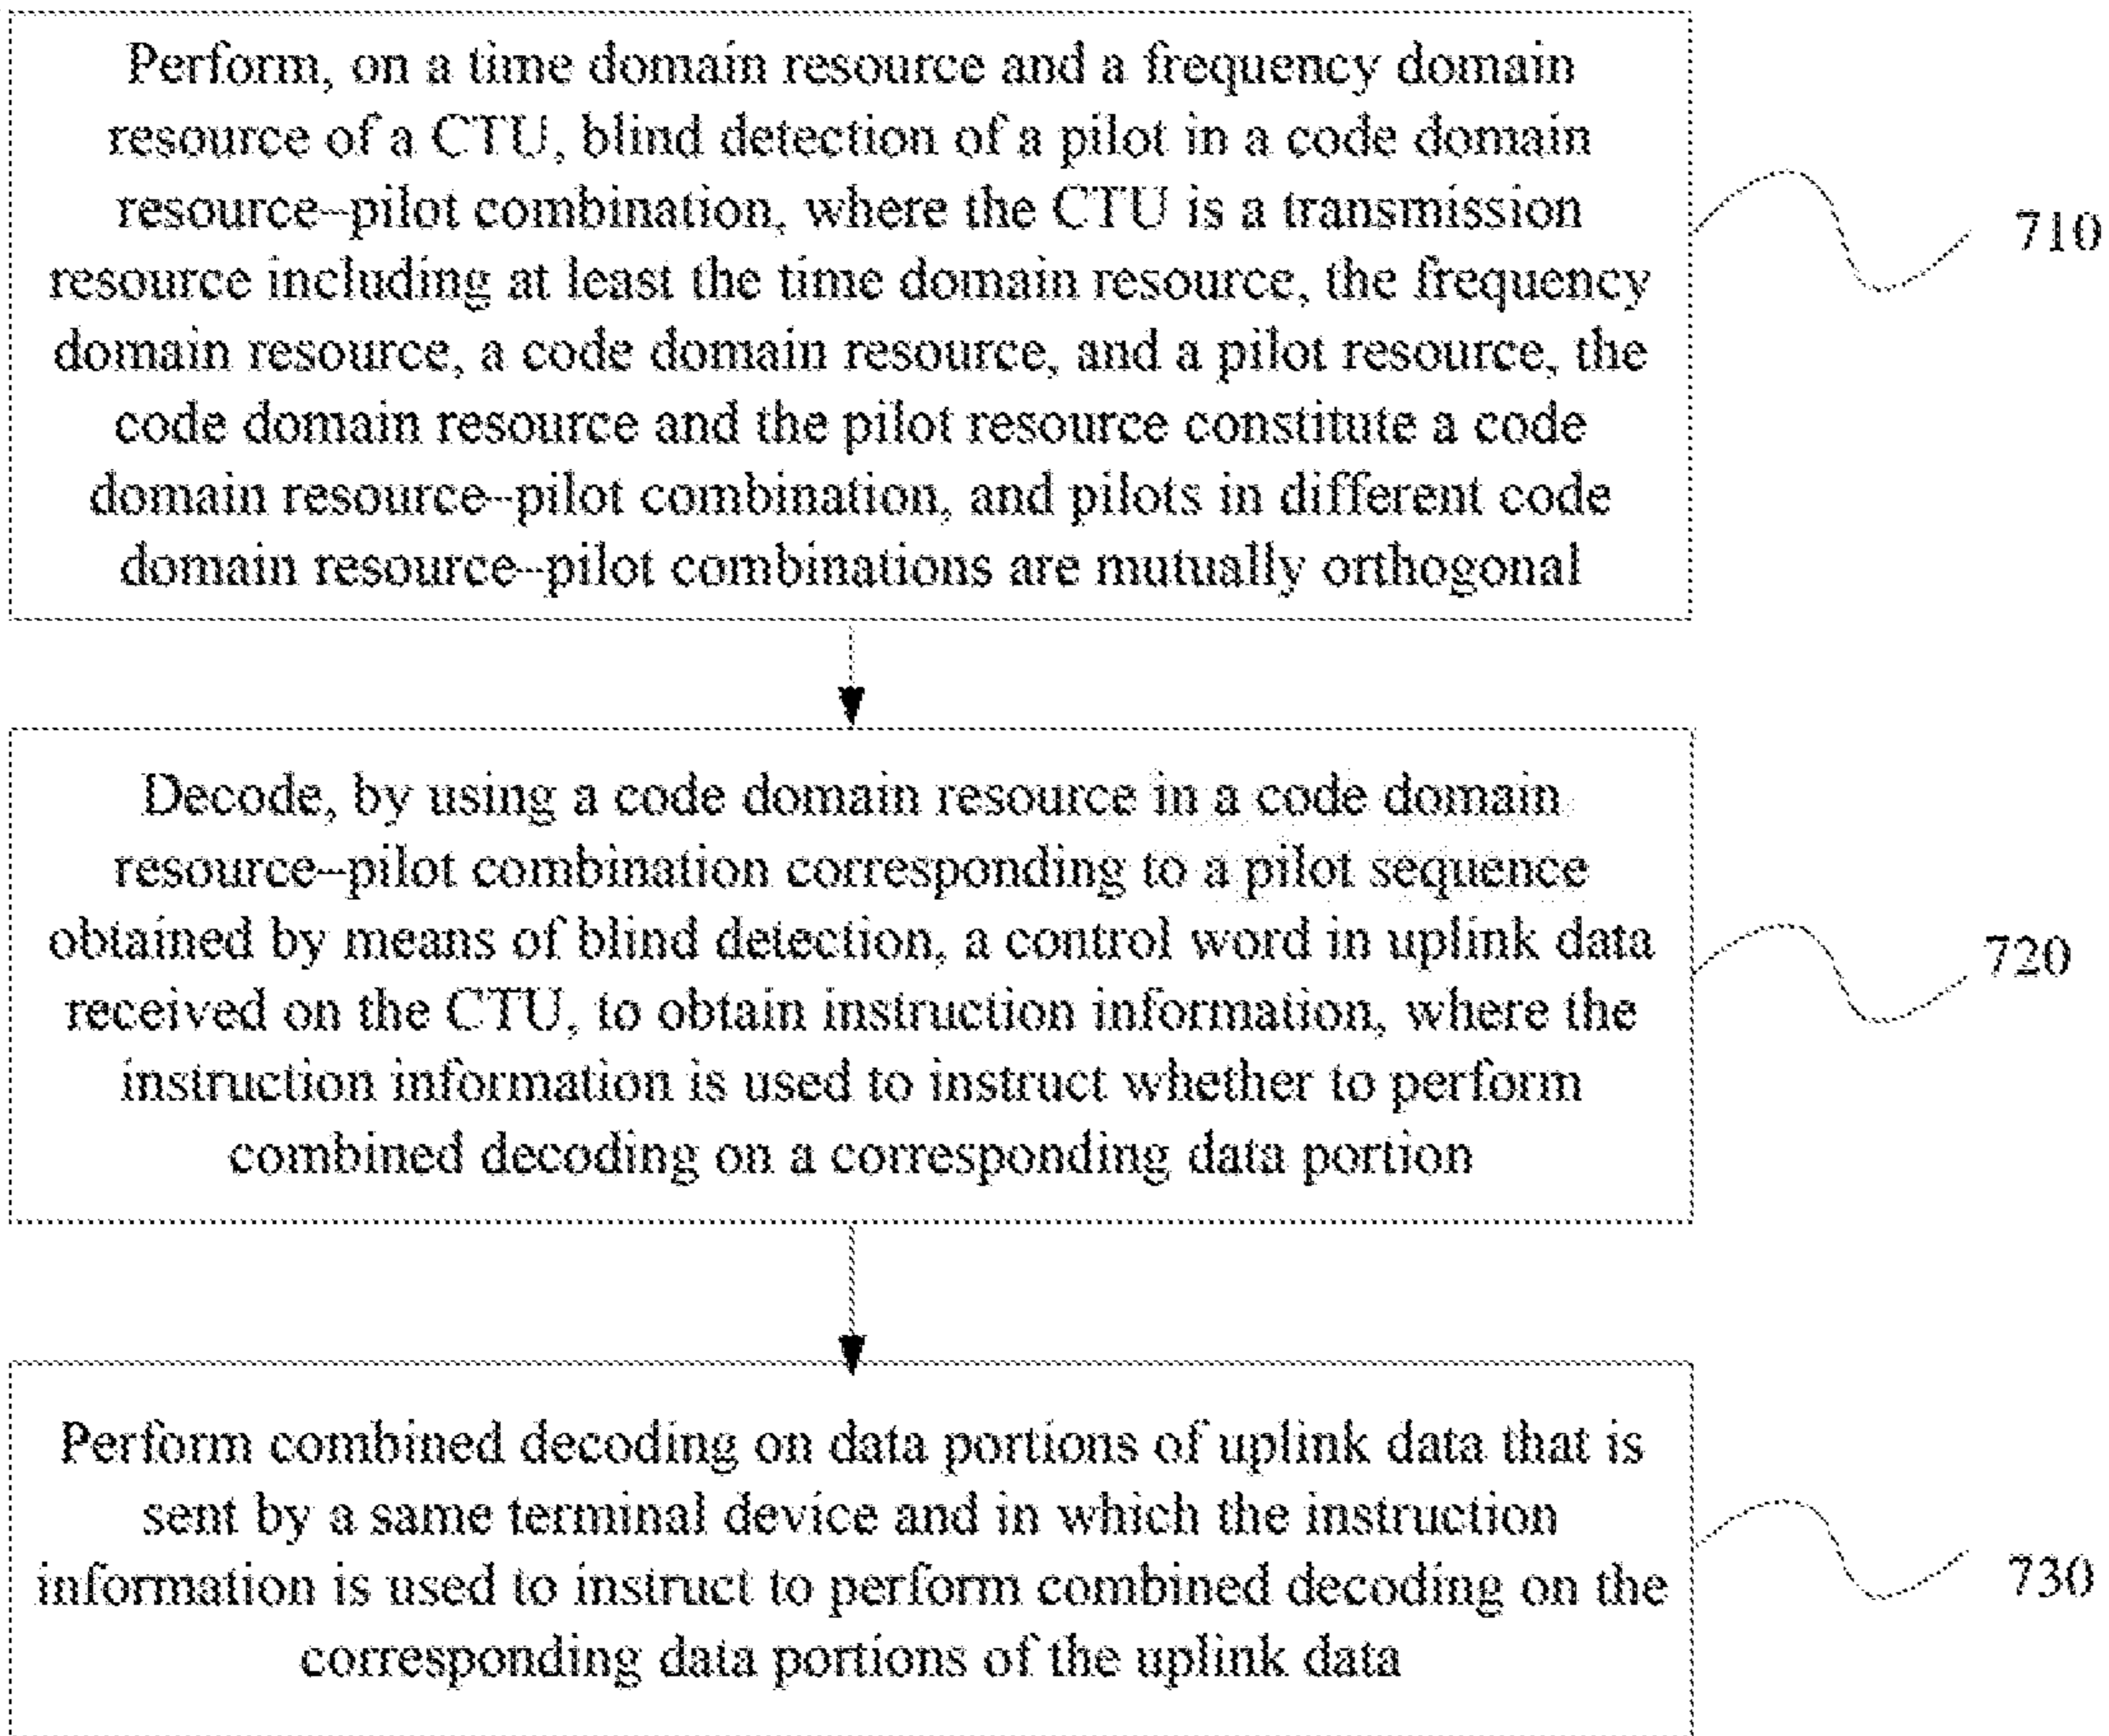 Perform, on a time domain resource and a frequency domain
resource of a CTU, blind detection of a pilot in a code domain
resource--pilot combination, where the CTU is a transmission
resource including at least the time domain resource, the frequency
domain resource, a code domain resource, and a pilot resource, the
code domain resource and the pilot resource constitute a code
domain resource--pilot combination, and pilots in different code
domain resource--pilot combinations are mutually orthogonal
710
Decode, by using a code domain resource in a code domain
resource--pilot combination corresponding to a pilot sequence
obtained by means of blind detection, a control word in uplink data
received on the CTU, to obtain instruction information, where the
instruction information is used to instruct whether to perform
combined decoding on a corresponding data portion
720
Perform combined decoding on data portions of uplink data that is
sent by a same terminal device and in which the instruction
information is used to instruct to perform combined decoding on the
corresponding data portions of the uplink data
730